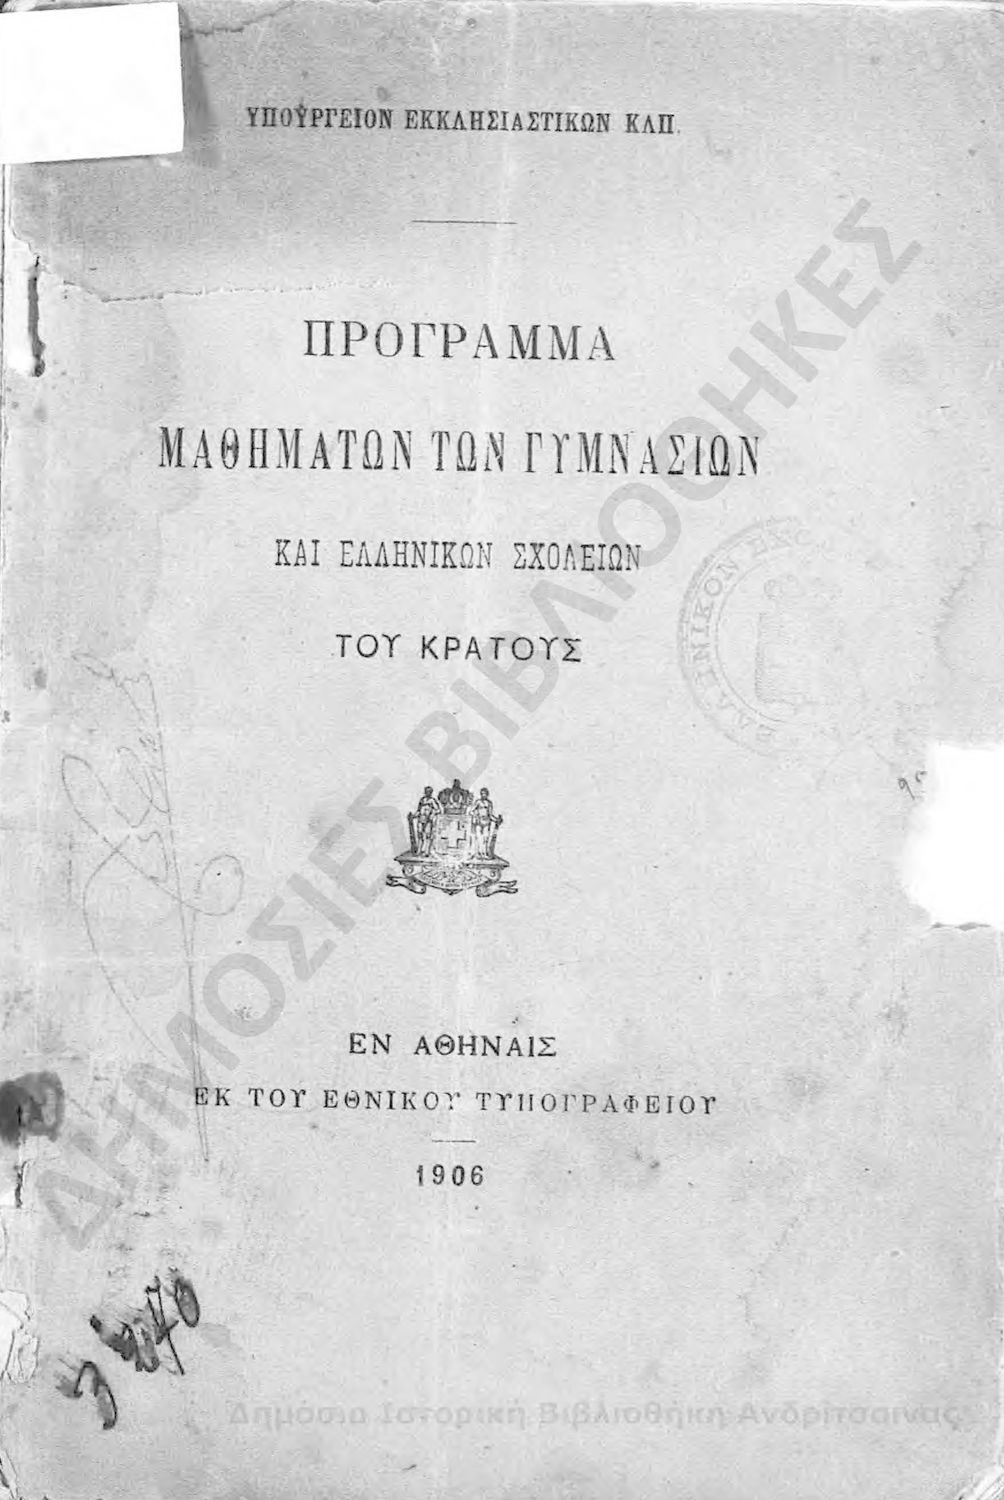 ΥΠΟΥΡΓΕΙΟΝ ΕΚΚΛΗΣΙΑΣΤΙΚΩΝ ΚΛΠ.
ΠΡΟΓΡΑΜΜΑ
ΜΑΘΗΜΑΤΩΝ ΤΩΝ ΓΥΜΝΑΣΙΩΝ
ΚΑΙ ΕΛΛΗΝΙΚΩΝ ΣΧΟΛΕΙΩΝ
ΤΟΥ ΚΡΑΤΟΥΣ
ΕΝ ΑΘΗΝΑΙΣ
ΕΚ ΤΟΥ ΕΘΝΙΚΟΥ ΤΥΠΟΓΡΑΦΕΙΟΥ
1906
ΔΗΜΟΣΙΕΣ ΒΙΒΛΙΟΘΗΚΕΣ
Δημόσια Ιστορική Βιβλιοθήκη Ανδρίτσαινας